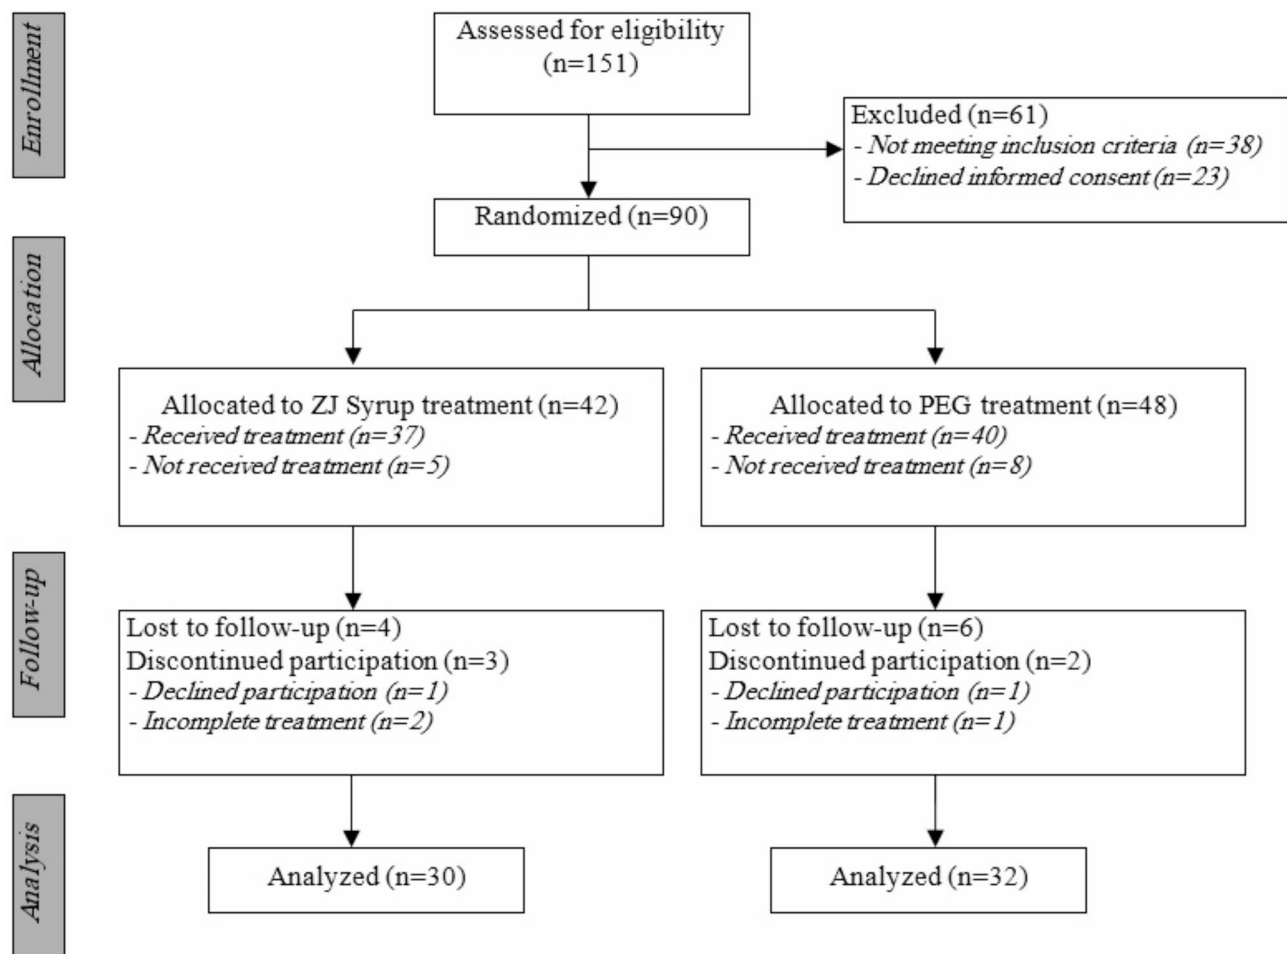 Enrollment
Assessed for eligibility
(n=151)
Excluded (n=61)
- Not meeting inclusion criteria (n=38)
- Declined informed consent (n=23)
Randomized (n=90)
Allocation
Allocated to ZJ Syrup treatment (n=42)
- Received treatment (n=37)
- Not received treatment (n=5)
Allocated to PEG treatment (n=48)
- Received treatment (n=40)
- Not received treatment (n=8)
Follow-up
Lost to follow-up (n=4)
Discontinued participation (n=3)
- Declined participation (n=1)
- Incomplete treatment (n=2)
Lost to follow-up (n=6)
Discontinued participation (n=2)
- Declined participation (n=1)
- Incomplete treatment (n=1)
Analysis
Analyzed (n=30)
Analyzed (n=32)